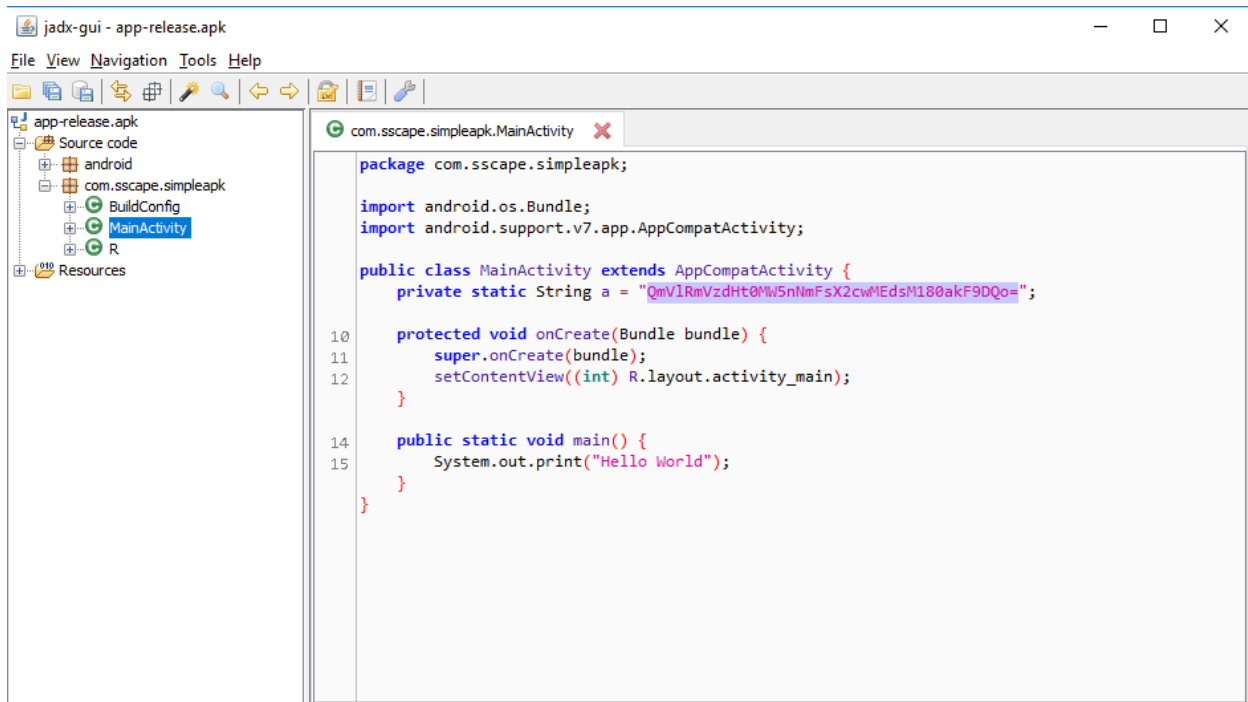 jadx-gui - app-release.apk
File View Navigation Tools Help
app-release.apk
Source code
android
com.sscape.simpleapk
BuildConfig
MainActivity
R
Resources
com.sscape.simpleapk.MainActivity
package com.sscape.simpleapk;
import android.os.Bundle;
import android.support.v7.app.AppCompatActivity;
public class MainActivity extends AppCompatActivity {
private static String a = "QmVlRmVzdHt0MW5nNmFsX2cwMEdsM180akF9DQo=";
10 protected void onCreate(Bundle bundle) {
11 super.onCreate(bundle);
12 setContentView((int) R.layout.activity_main);
}
14 public static void main() {
15 System.out.print("Hello World");
}
}